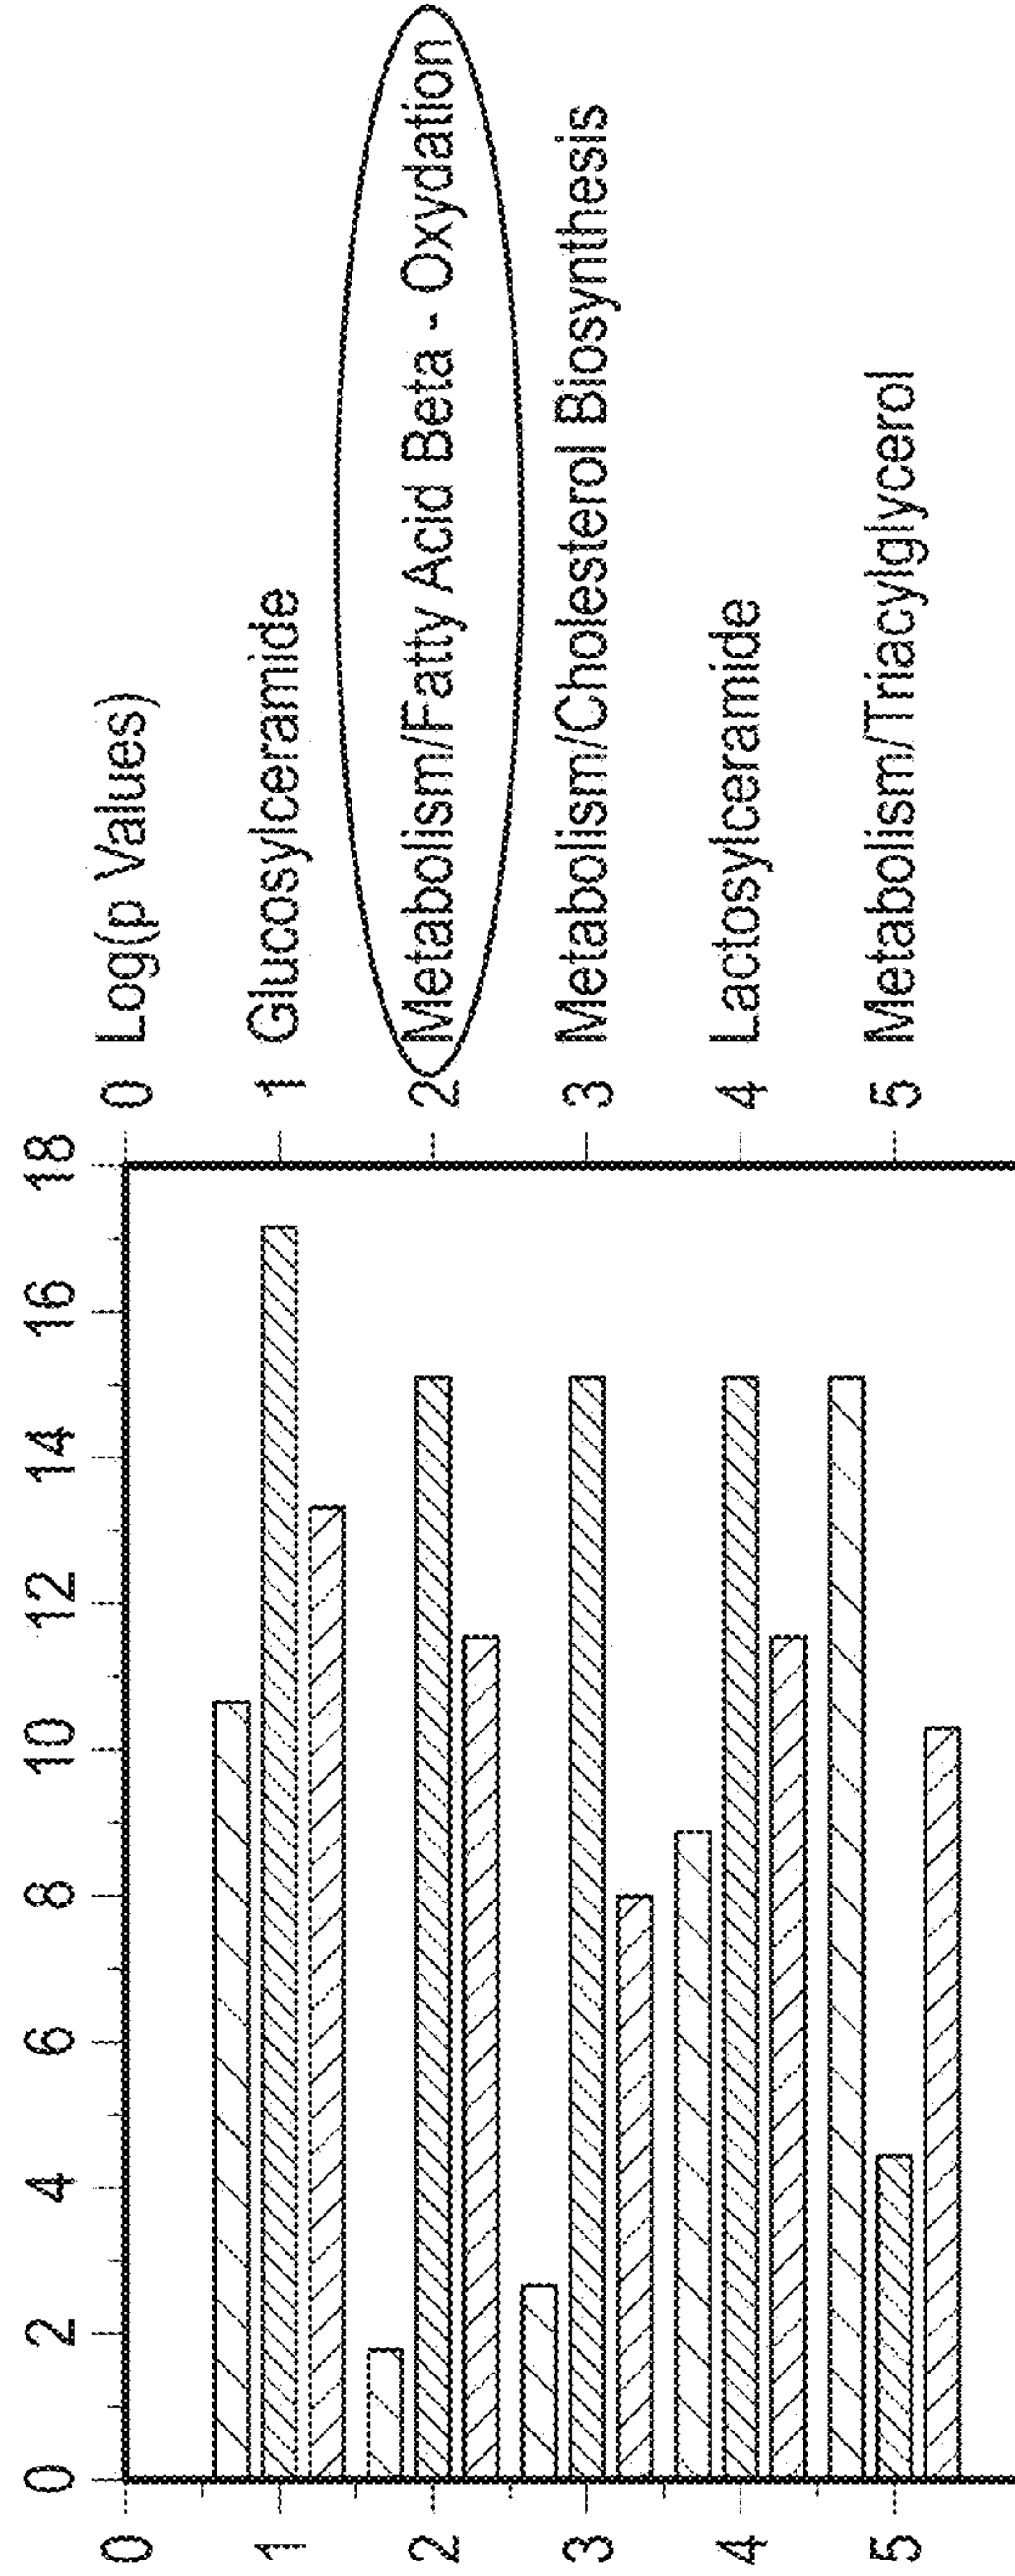 0 2 4 6 8 10 12 14 16 18
0 0 Log(p Values)
1 1 Glucosylceramide
2 2 Metabolism/Fatty Acid Beta - Oxydation
3 3 Metabolism/Cholesterol Biosynthesis
4 4 Lactosylceramide
5 5 Metabolism/Triacylglycerol